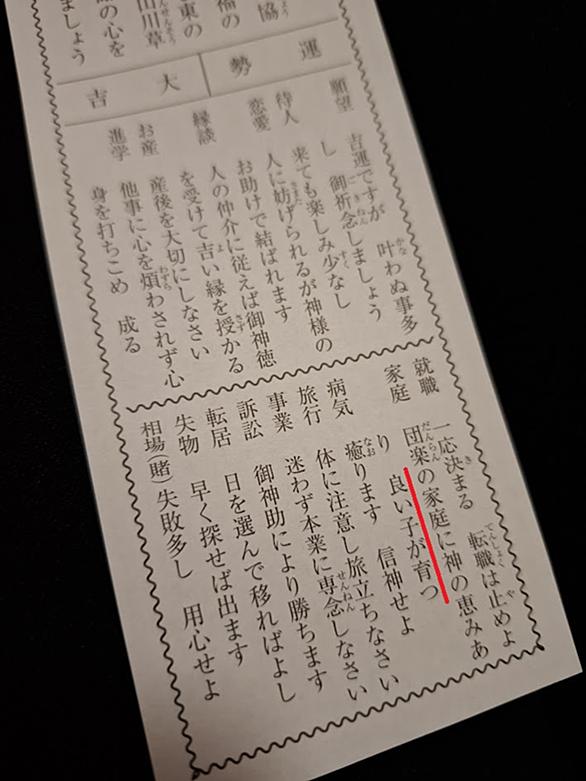 協
福の
東の
山川草
の心を
ましょう
運勢 大吉
願望 吉運ですが 叶わぬ事多
し 御祈念しましょう
待人 来ても楽しみ少なし
恋愛 人に妨げられるが神様の
お助けで結ばれます
縁談 人の仲介に従えば御神徳
を受けて吉い縁を授かる
お産 産後を大切にしなさい
進学 他事に心を煩わされず心
身を打ちこめ 成る
就職 一応決まる 転職は止めよ
家庭 団楽の家庭に神の恵みあ
り 良い子が育つ
病気 癒ります 信神せよ
旅行 体に注意し旅立ちなさい
事業 迷わず本業に専念しなさい
訴訟 御神助により勝ちます
転居 日を選んで移ればよし
失物 早く探せば出ます
相場(賭) 失敗多し 用心せよ